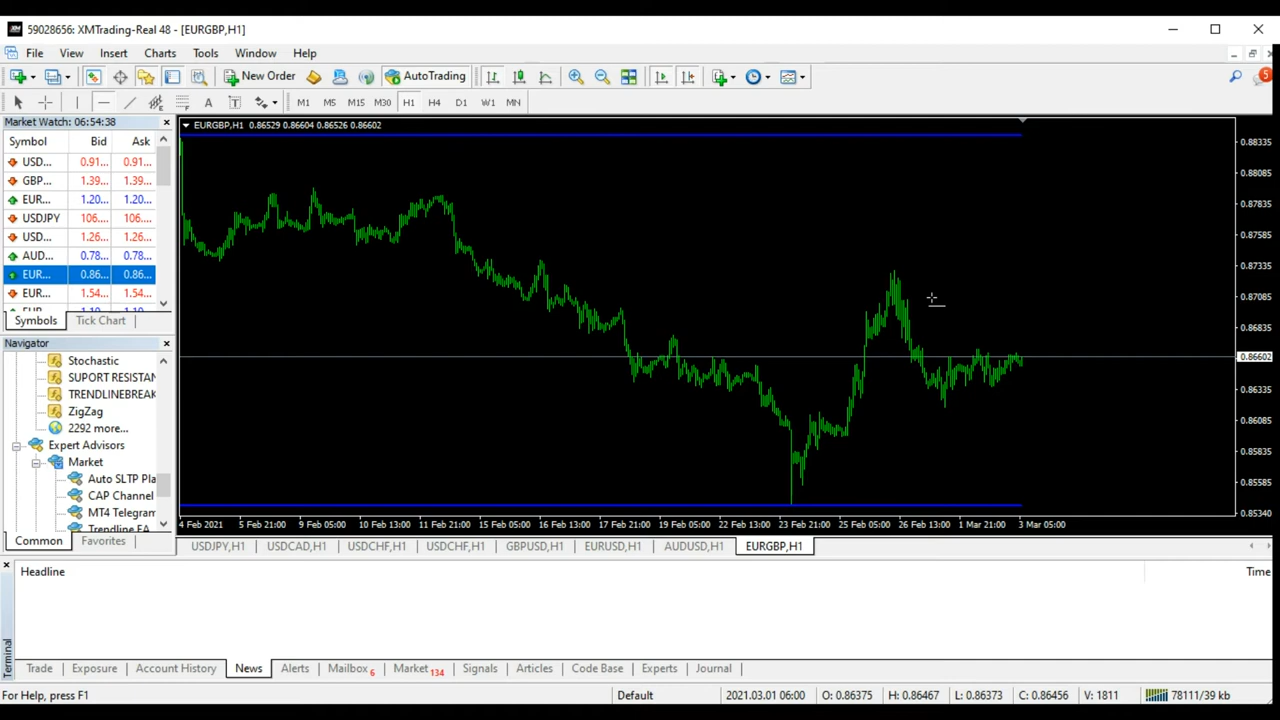 59028656: XMTrading-Real 48 - [EURGBP,H1]
File View Insert Charts Tools Window Help
New Order AutoTrading 5
A T M1 M5 M15 M30 H1 H4 D1 W1 MN
Market Watch: 06:54:38
Symbol Bid Ask
USD... 0.91... 0.91...
GBP... 1.39... 1.39...
EUR... 1.20... 1.20...
USDJPY 106.... 106....
USD... 1.26... 1.26...
AUD... 0.78... 0.78...
EUR... 0.86... 0.86...
EUR... 1.54... 1.54...
Symbols Tick Chart
Navigator
Stochastic
SUPORT RESISTAN
TRENDLINEBREAK
ZigZag
2292 more...
Expert Advisors
Market
Auto SLTP Pla
CAP Channel
MT4 Telegram
Trendline EA
Common Favorites
EURGBP,H1 0.86529 0.86604 0.86526 0.86602
0.88335
0.88085
0.87835
0.87585
0.87335
0.87085
0.86835
0.86602
0.86335
0.86085
0.85835
0.85585
0.85340
4 Feb 2021 5 Feb 21:00 9 Feb 05:00 10 Feb 13:00 11 Feb 21:00 15 Feb 05:00 16 Feb 13:00 17 Feb 21:00 19 Feb 05:00 22 Feb 13:00 23 Feb 21:00 25 Feb 05:00 26 Feb 13:00 1 Mar 21:00 3 Mar 05:00
USDJPY,H1 USDCAD,H1 USDCHF,H1 USDCHF,H1 GBPUSD,H1 EURUSD,H1 AUDUSD,H1 EURGBP,H1
Headline Time
Terminal
Trade Exposure Account History News Alerts Mailbox 6 Market 134 Signals Articles Code Base Experts Journal
For Help, press F1 Default 2021.03.01 06:00 O: 0.86375 H: 0.86467 L: 0.86373 C: 0.86456 V: 1811 78111/39 kb